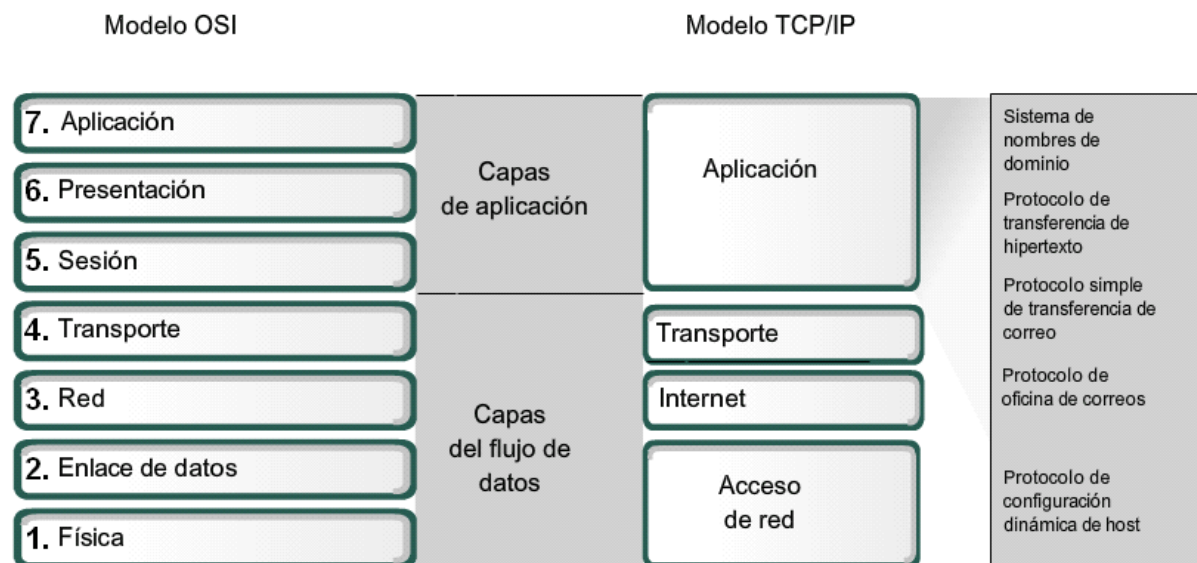 Modelo OSI
Modelo TCP/IP
7. Aplicación
6. Presentación
5. Sesión
4. Transporte
3. Red
2. Enlace de datos
1. Física
Capas
de aplicación
Capas
del flujo de
datos
Aplicación
Transporte
Internet
Acceso
de red
Sistema de
nombres de
dominio
Protocolo de
transferencia de
hipertexto
Protocolo simple
de transferencia de
correo
Protocolo de
oficina de correos
Protocolo de
configuración
dinámica de host